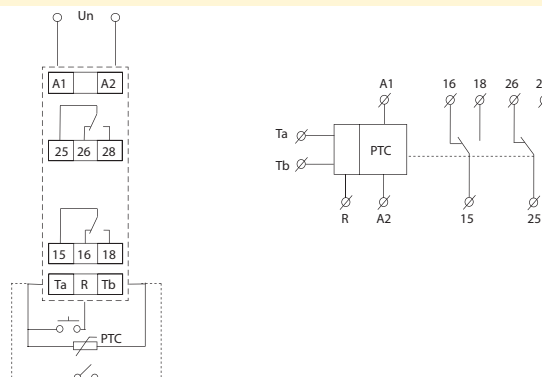 Un
A1 A2
25 26 28
15 16 18
Ta R Tb
PTC
A1 16 18 26
Ta
PTC
Tb
R A2 15 25